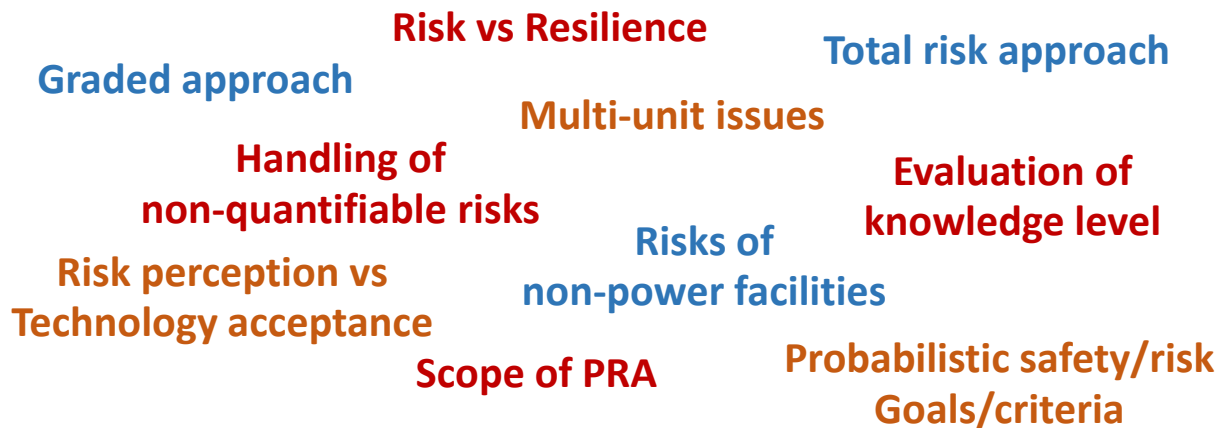 Risk vs Resilience
Total risk approach
Graded approach
Multi-unit issues
Handling of
non-quantifiable risks
Evaluation of
knowledge level
Risks of
non-power facilities
Risk perception vs
Technology acceptance
Scope of PRA
Probabilistic safety/risk
Goals/criteria